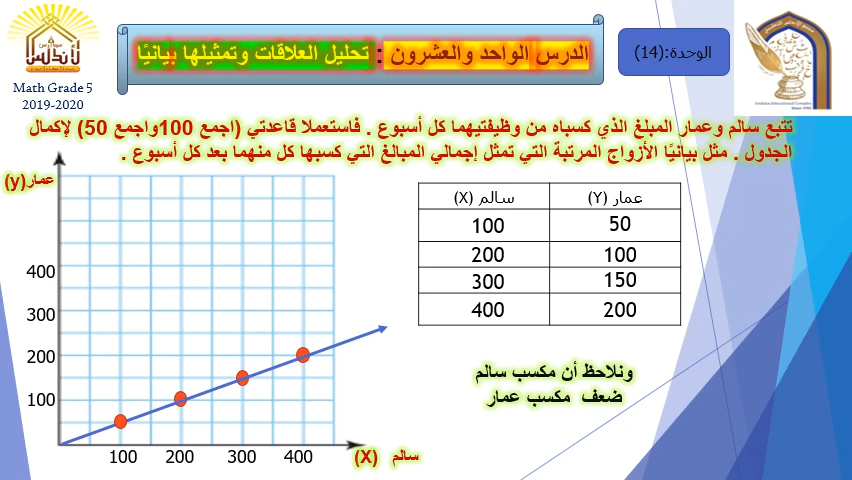 الوحدة:(14)
الدرس الواحد والعشرون : تحليل العلاقات وتمثيلها بيانيًا
Math Grade 5
2019-2020
تتبع سالم وعمار المبلغ الذي كسباه من وظيفتيهما كل أسبوع . فاستعملا قاعدتي (اجمع 100واجمع 50) لإكمال
الجدول . مثل بيانيًا الأزواج المرتبة التي تمثل إجمالي المبالغ التي كسبها كل منهما بعد كل أسبوع .
عمار (Y) سالم (X)
50 100
100 200
150 300
200 400
ونلاحظ أن مكسب سالم
ضعف مكسب عمار
عمار(y)
400
300
200
100
100 200 300 400
سالم (X)